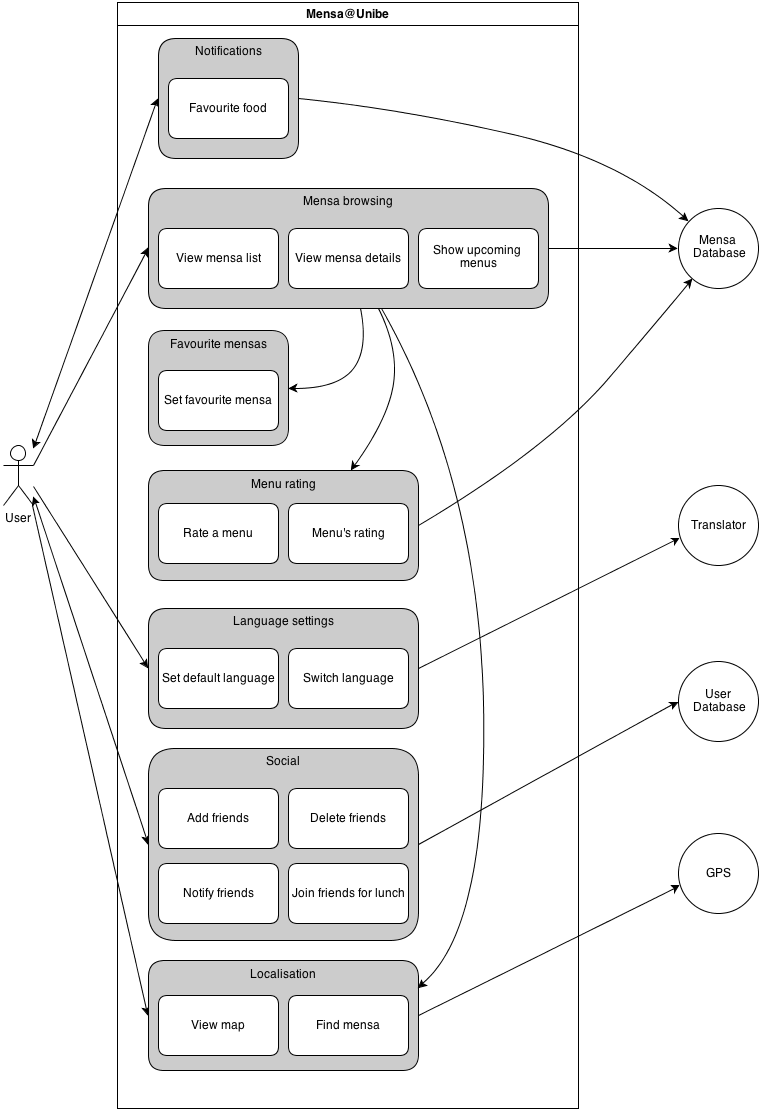 Mensa@Unibe
Notifications
Favourite food
Mensa browsing
View mensa list
View mensa details
Show upcoming
menus
Mensa
Database
Favourite mensas
Set favourite mensa
User
Menu rating
Rate a menu
Menu's rating
Translator
Language settings
Set default language
Switch language
User
Database
Social
Add friends
Delete friends
Notify friends
Join friends for lunch
GPS
Localisation
View map
Find mensa